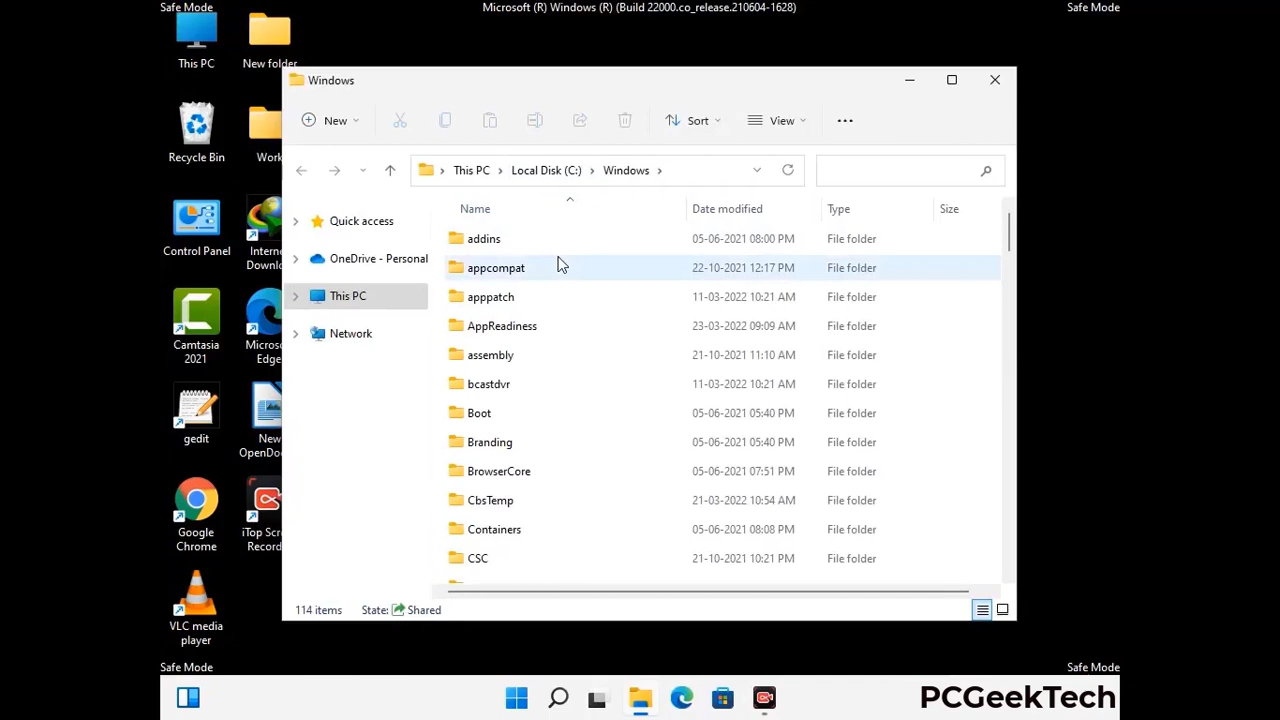 Safe Mode
Microsoft (R) Windows (R) (Build 22000.co_release.210604-1628)
Safe Mode
This PC
New folder
Recycle Bin
Work
Control Panel
Internet
Downl
Camtasia
2021
Micros
Edge
gedit
New
OpenDo
Google
Chrome
iTop Scr
Record
VLC media
player
Windows
New
Sort
View
This PC
Local Disk (C:)
Windows
Quick access
OneDrive - Personal
This PC
Network
Name Date modified Type Size
addins 05-06-2021 08:00 PM File folder
appcompat 22-10-2021 12:17 PM File folder
apppatch 11-03-2022 10:21 AM File folder
AppReadiness 23-03-2022 09:09 AM File folder
assembly 21-10-2021 11:10 AM File folder
bcastdvr 11-03-2022 10:21 AM File folder
Boot 05-06-2021 05:40 PM File folder
Branding 05-06-2021 05:40 PM File folder
BrowserCore 05-06-2021 07:51 PM File folder
CbsTemp 21-03-2022 10:54 AM File folder
Containers 05-06-2021 08:08 PM File folder
CSC 21-10-2021 10:21 PM File folder
114 items State: Shared
Safe Mode
Safe Mode
PCGeekTech